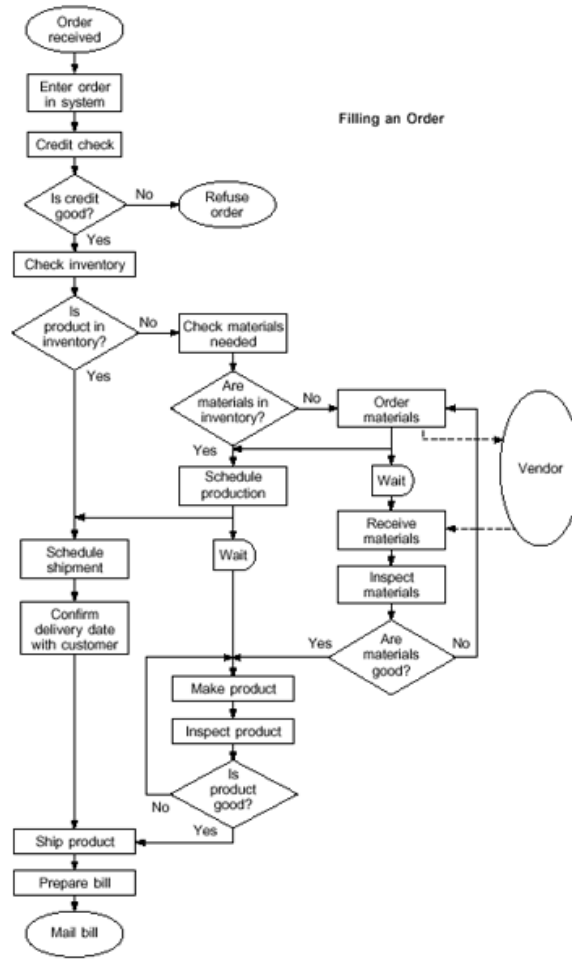 Order
received
Enter order
in system
Filling an Order
Credit check
Is credit
good?
No
Refuse
order
Yes
Check inventory
Is
product in
inventory?
No
Check materials
needed
Yes
Are
materials in
inventory?
No
Order
materials
Yes
Schedule
production
Wait
Vendor
Receive
materials
Schedule
shipment
Wait
Inspect
materials
Confirm
delivery date
with customer
Yes
Are
materials
good?
No
Make product
Inspect product
Is
product
good?
No
Yes
Ship product
Prepare bill
Mail bill